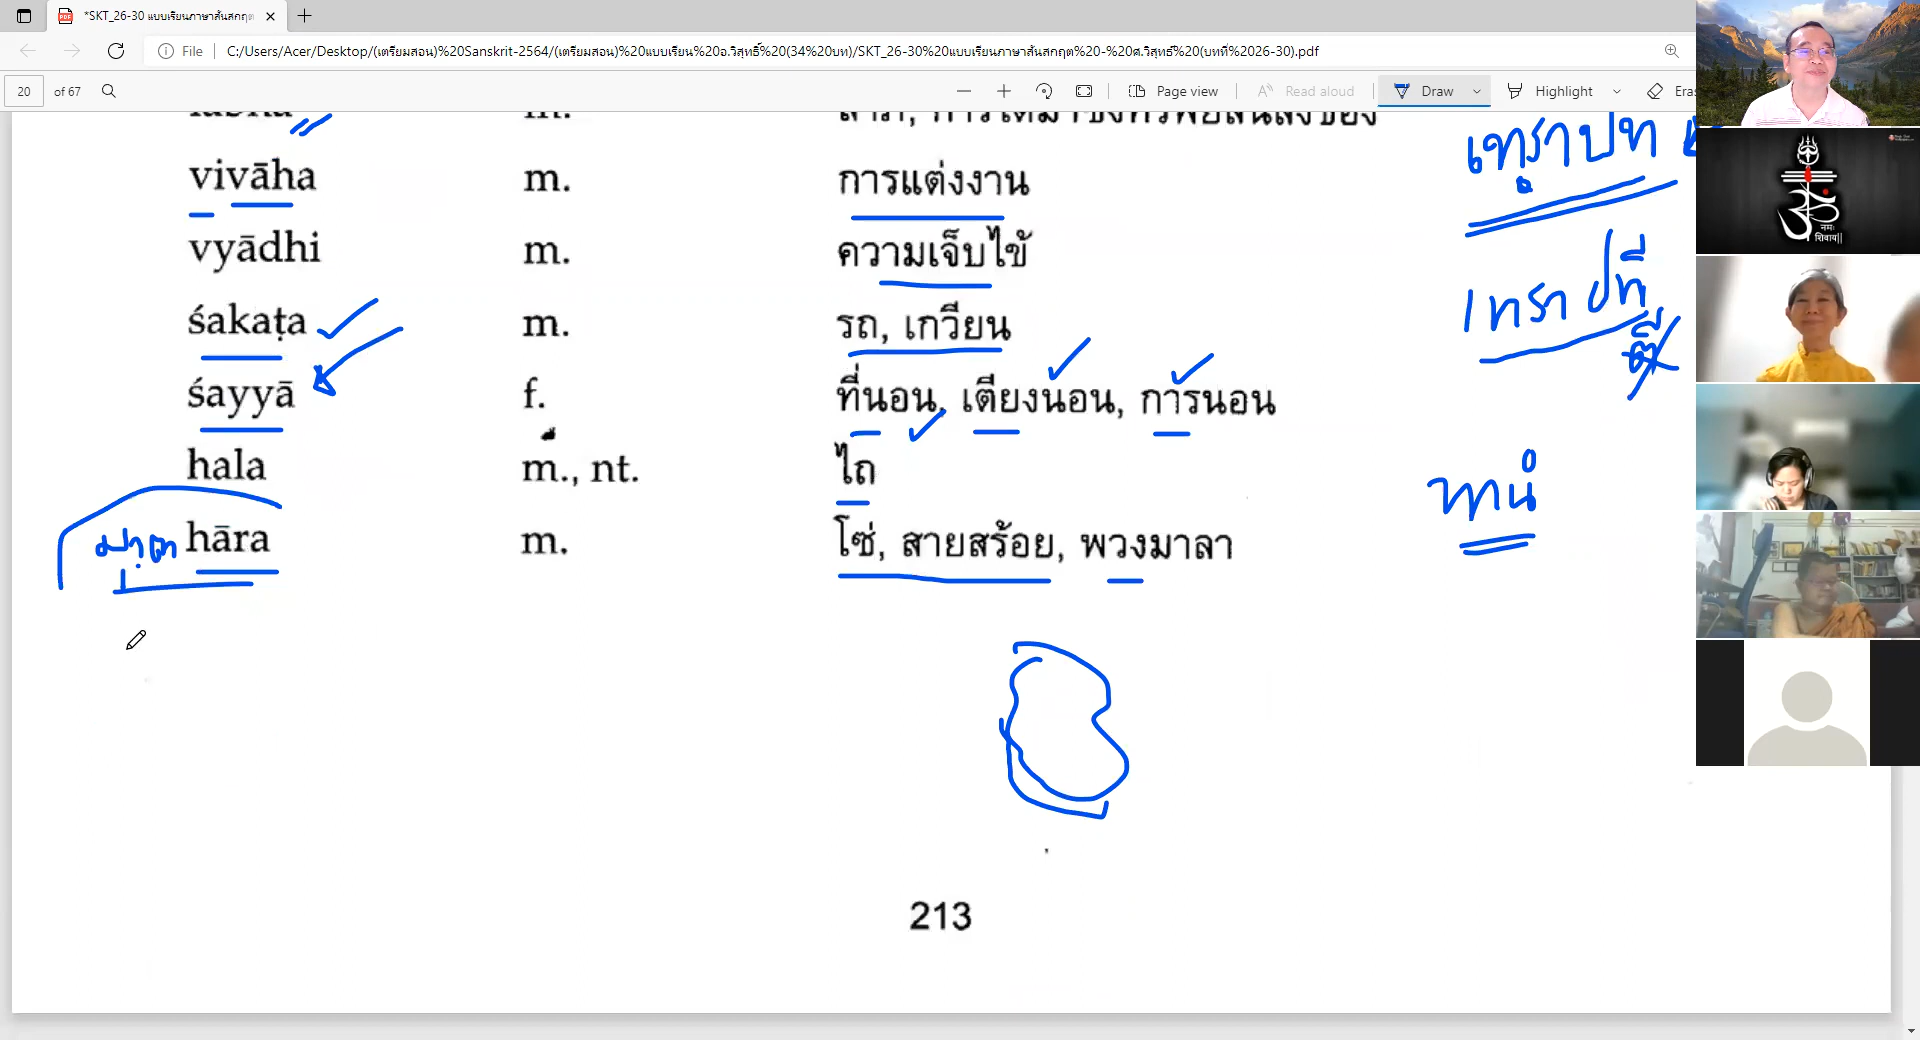 *SKT_26-30 แบบเรียนภาษาสันสกฤต
File C:/Users/Acer/Desktop/(เตรียมสอน)%20Sanskrit-2564/(เตรียมสอน)%20แบบเรียน%20อ.วิสุทธิ์%20(34%20บท)/SKT_26-30%20แบบเรียนภาษาสันสกฤต%20-%20ศ.วิสุทธ์%20(บทที่%2026-30).pdf
20 of 67 Page view Read aloud Draw Highlight Eras
vivāha m. การแต่งงาน
vyādhi m. ความเจ็บไข้
śakaṭa m. รถ, เกวียน
śayyā f. ที่นอน, เตียงนอน, การนอน
hala m., nt. ไถ
hāra m. โซ่, สายสร้อย, พวงมาลา
เทราปที
ตี
ทานํ
213
नमः
शिवाय||